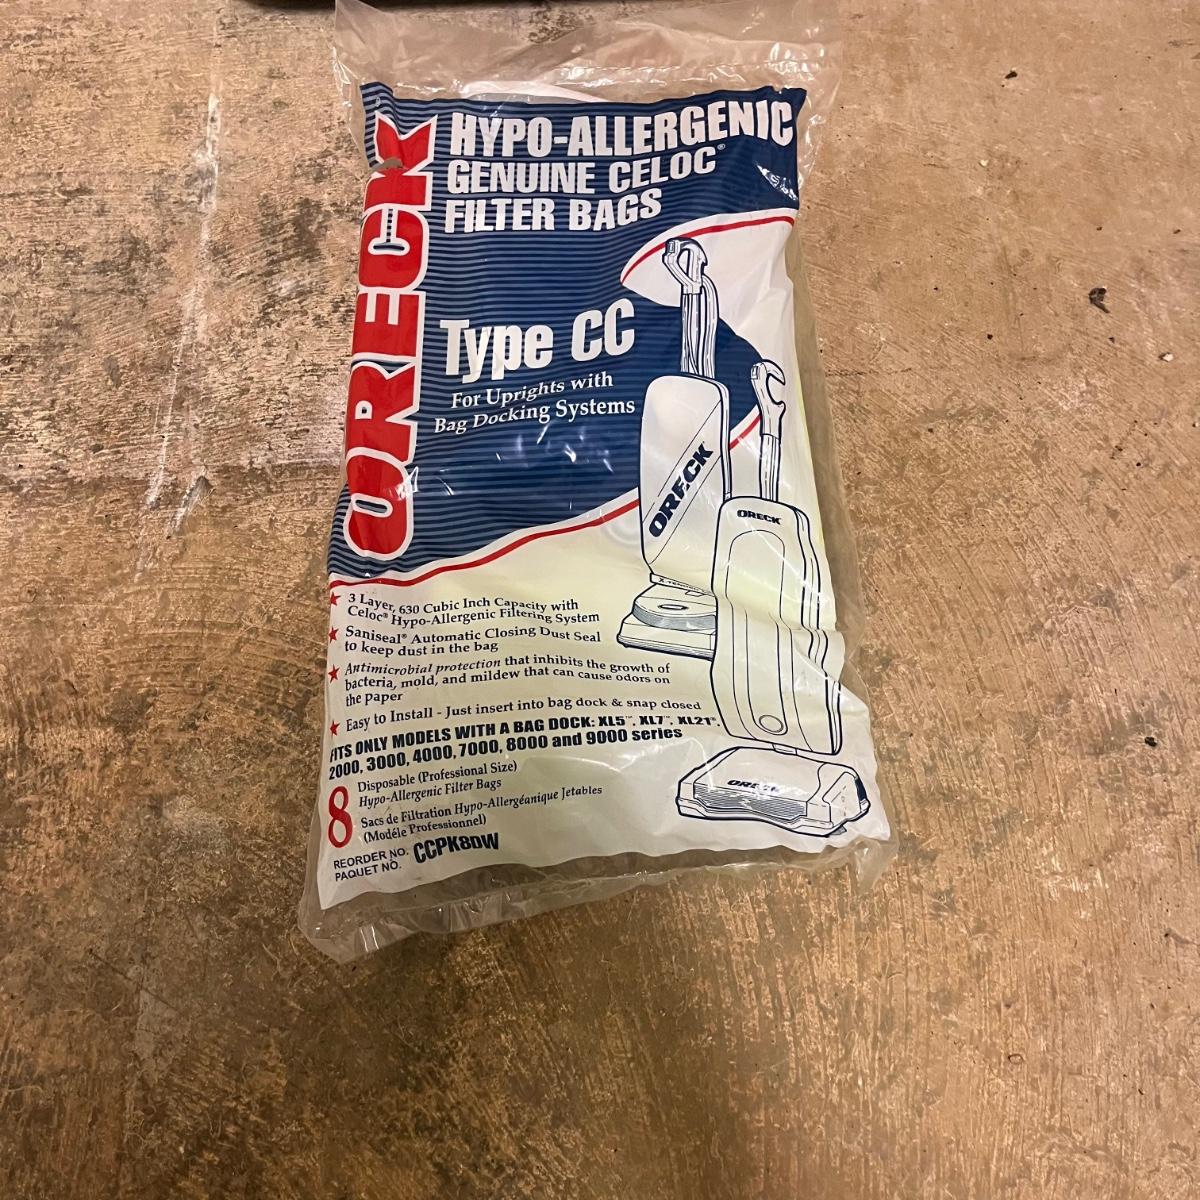 ORECK
HYPO-ALLERGENIC
GENUINE CELOC®
FILTER BAGS
Type CC
For Uprights with
Bag Docking Systems
ORECK
ORECK
ORECK
★ 3 Layer, 630 Cubic Inch Capacity with
Celoc® Hypo-Allergenic Filtering System
★ Saniseal® Automatic Closing Dust Seal
to keep dust in the bag
★ Antimicrobial protection that inhibits the growth of
bacteria, mold, and mildew that can cause odors on
the paper
★ Easy to Install - Just insert into bag dock & snap closed
FITS ONLY MODELS WITH A BAG DOCK: XL5™, XL7™, XL21®,
2000, 3000, 4000, 7000, 8000 and 9000 series
8 Disposable (Professional Size)
Hypo-Allergenic Filter Bags
Sacs de Filtration Hypo-Allergéanique Jetables
(Modéle Professionnel)
REORDER NO. CCPK8DW
PAQUET NO.